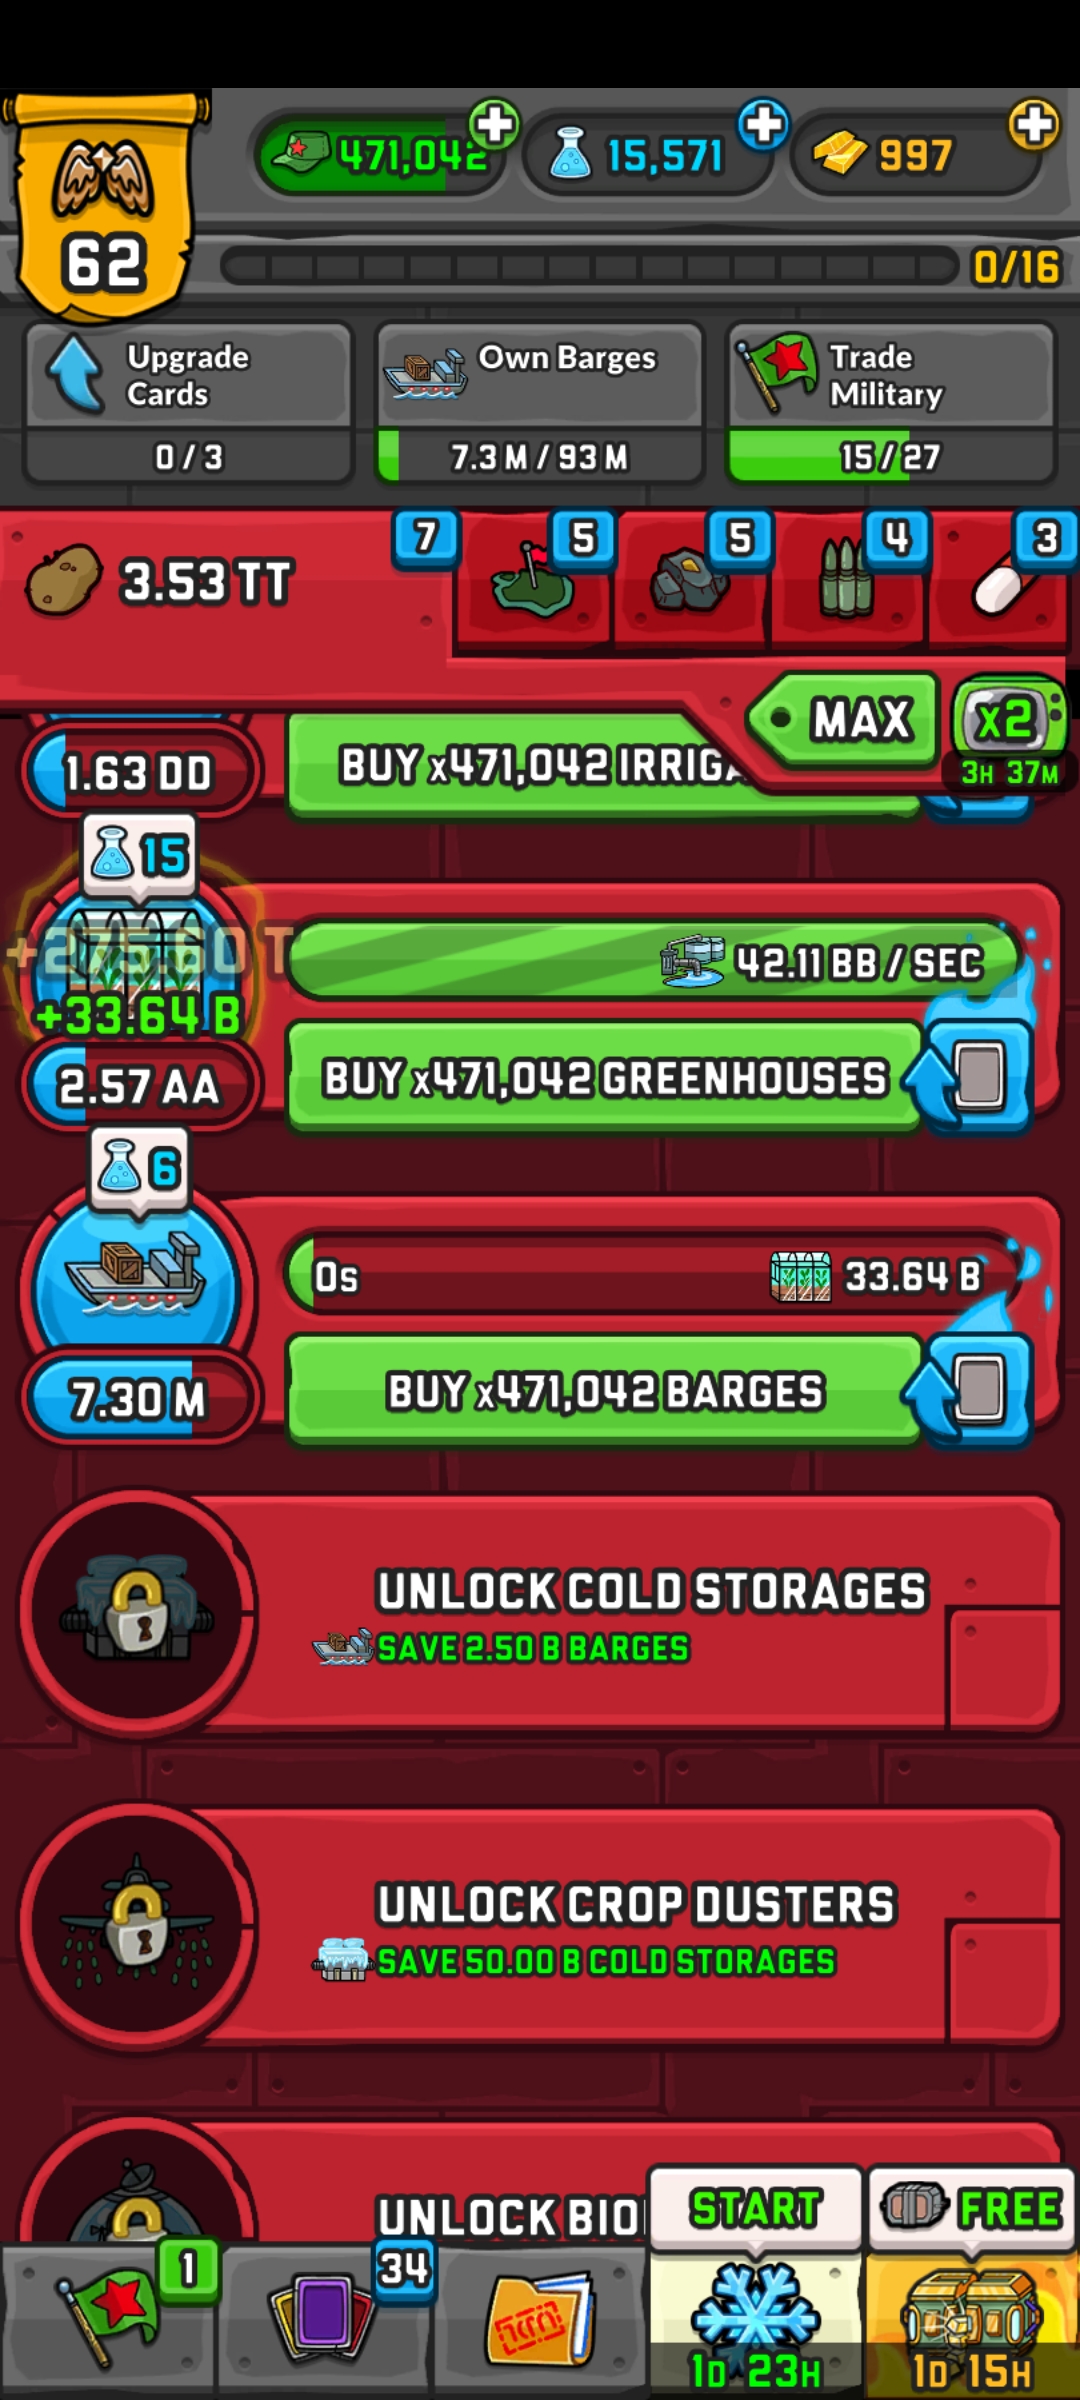 471,042
15,571
997
62
0/16
Upgrade
Cards
0 / 3
Own Barges
7.3 M / 93 M
Trade
Military
15 / 27
3.53 TT
7
5
5
4
3
MAX
x2
3H 37M
1.63 DD
BUY x471,042 IRRIGA
15
+275.60 T
+33.64 B
42.11 BB / SEC
2.57 AA
BUY x471,042 GREENHOUSES
6
0s
33.64 B
7.30 M
BUY x471,042 BARGES
UNLOCK COLD STORAGES
SAVE 2.50 B BARGES
UNLOCK CROP DUSTERS
SAVE 50.00 B COLD STORAGES
UNLOCK BIO
START
FREE
1
34
1D 23H
1D 15H